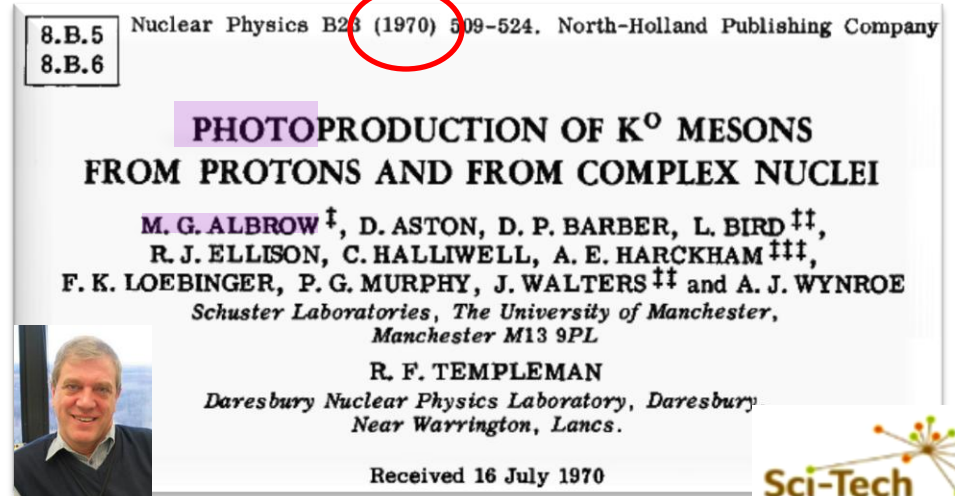 8.B.5
8.B.6
Nuclear Physics B23 (1970) 509-524. North-Holland Publishing Company
PHOTOPRODUCTION OF K⁰ MESONS
FROM PROTONS AND FROM COMPLEX NUCLEI
M. G. ALBROW ‡, D. ASTON, D. P. BARBER, L. BIRD ‡‡,
R. J. ELLISON, C. HALLIWELL, A. E. HARCKHAM ‡‡‡,
F. K. LOEBINGER, P. G. MURPHY, J. WALTERS ‡‡ and A. J. WYNROE
Schuster Laboratories, The University of Manchester,
Manchester M13 9PL
R. F. TEMPLEMAN
Daresbury Nuclear Physics Laboratory, Daresbury
Near Warrington, Lancs.
Received 16 July 1970
Sci-Tech